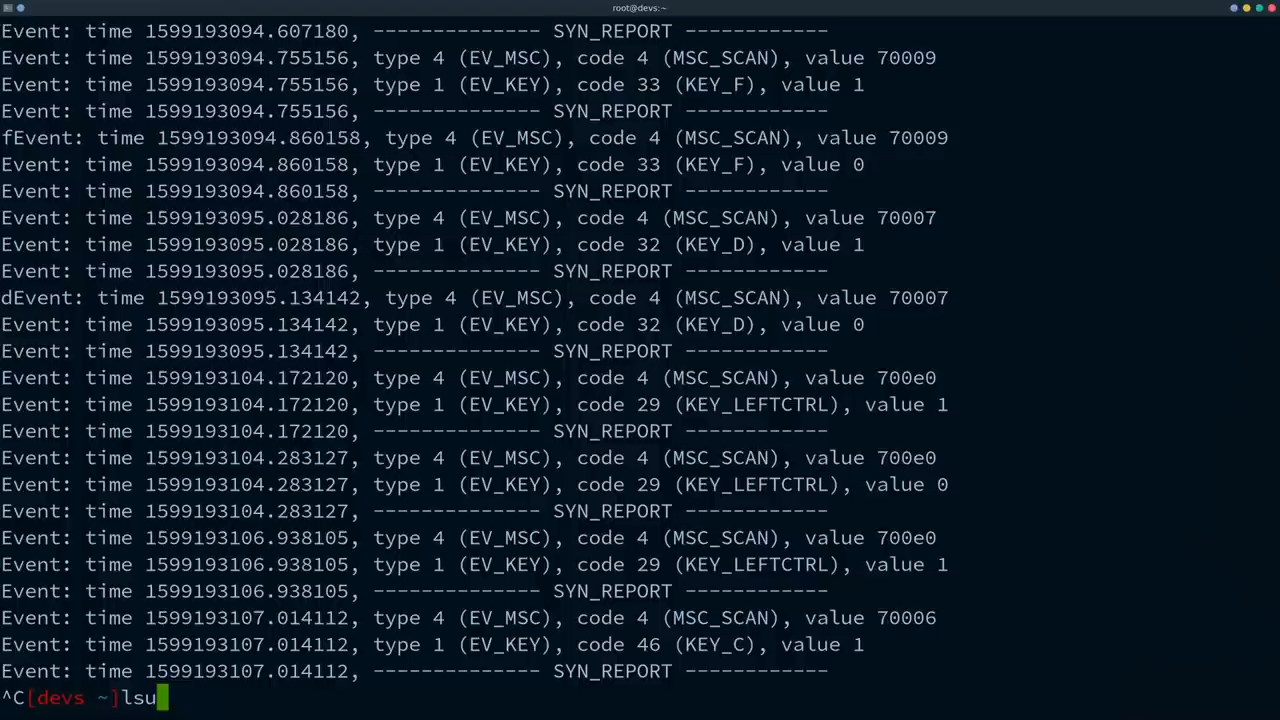 root@devs:~
Event: time 1599193094.607180, -------------- SYN_REPORT ------------
Event: time 1599193094.755156, type 4 (EV_MSC), code 4 (MSC_SCAN), value 70009
Event: time 1599193094.755156, type 1 (EV_KEY), code 33 (KEY_F), value 1
Event: time 1599193094.755156, -------------- SYN_REPORT ------------
fEvent: time 1599193094.860158, type 4 (EV_MSC), code 4 (MSC_SCAN), value 70009
Event: time 1599193094.860158, type 1 (EV_KEY), code 33 (KEY_F), value 0
Event: time 1599193094.860158, -------------- SYN_REPORT ------------
Event: time 1599193095.028186, type 4 (EV_MSC), code 4 (MSC_SCAN), value 70007
Event: time 1599193095.028186, type 1 (EV_KEY), code 32 (KEY_D), value 1
Event: time 1599193095.028186, -------------- SYN_REPORT ------------
dEvent: time 1599193095.134142, type 4 (EV_MSC), code 4 (MSC_SCAN), value 70007
Event: time 1599193095.134142, type 1 (EV_KEY), code 32 (KEY_D), value 0
Event: time 1599193095.134142, -------------- SYN_REPORT ------------
Event: time 1599193104.172120, type 4 (EV_MSC), code 4 (MSC_SCAN), value 700e0
Event: time 1599193104.172120, type 1 (EV_KEY), code 29 (KEY_LEFTCTRL), value 1
Event: time 1599193104.172120, -------------- SYN_REPORT ------------
Event: time 1599193104.283127, type 4 (EV_MSC), code 4 (MSC_SCAN), value 700e0
Event: time 1599193104.283127, type 1 (EV_KEY), code 29 (KEY_LEFTCTRL), value 0
Event: time 1599193104.283127, -------------- SYN_REPORT ------------
Event: time 1599193106.938105, type 4 (EV_MSC), code 4 (MSC_SCAN), value 700e0
Event: time 1599193106.938105, type 1 (EV_KEY), code 29 (KEY_LEFTCTRL), value 1
Event: time 1599193106.938105, -------------- SYN_REPORT ------------
Event: time 1599193107.014112, type 4 (EV_MSC), code 4 (MSC_SCAN), value 70006
Event: time 1599193107.014112, type 1 (EV_KEY), code 46 (KEY_C), value 1
Event: time 1599193107.014112, -------------- SYN_REPORT ------------
^C[devs ~]lsu